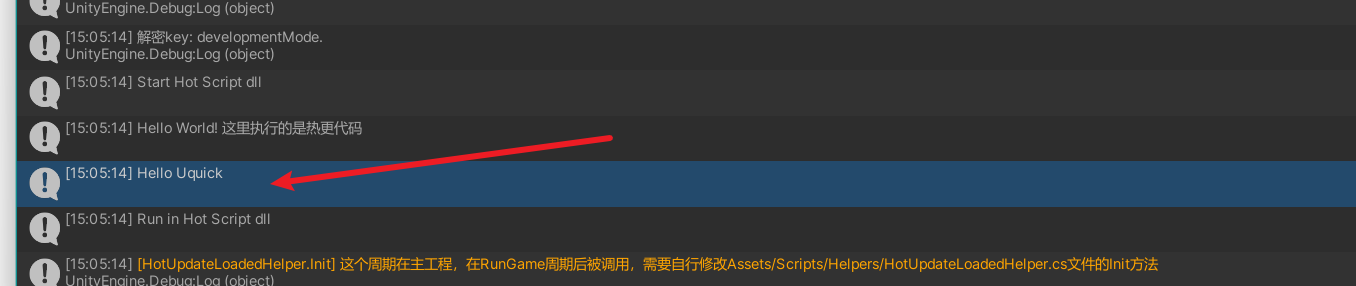 UnityEngine.Debug:Log (object)
[15:05:14] 解密key: developmentMode.
UnityEngine.Debug:Log (object)
[15:05:14] Start Hot Script dll
[15:05:14] Hello World! 这里执行的是热更代码
[15:05:14] Hello Uquick
[15:05:14] Run in Hot Script dll
[15:05:14] [HotUpdateLoadedHelper.Init] 这个周期在主工程，在RunGame周期后被调用，需要自行修改Assets/Scripts/Helpers/HotUpdateLoadedHelper.cs文件的Init方法
UnityEngine.Debug:Log (object)